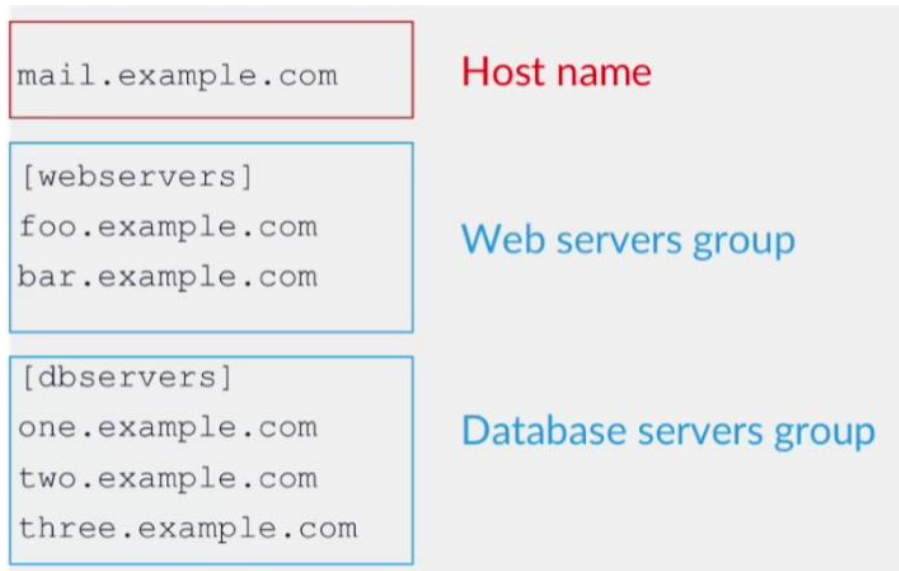 mail.example.com
Host name
[webservers]
foo.example.com
bar.example.com
Web servers group
[dbservers]
one.example.com
two.example.com
three.example.com
Database servers group